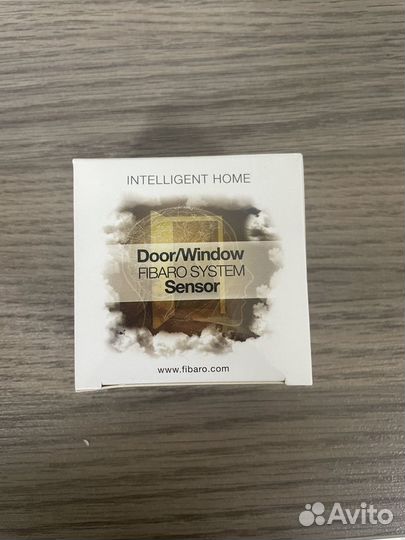 INTELLIGENT HOME
Door/Window
FIBARO SYSTEM
Sensor
www.fibaro.com
Avito